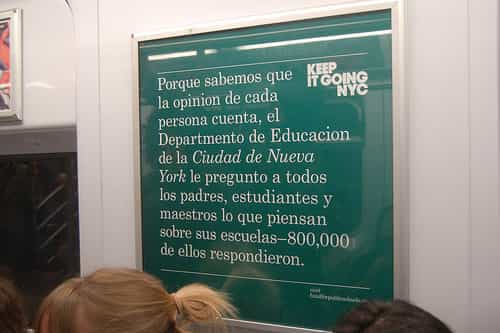 KEEP
IT GOING
NYC
Porque sabemos que
la opinion de cada
persona cuenta, el
Departmento de Educacion
de la Ciudad de Nueva
York le pregunto a todos
los padres, estudiantes y
maestros lo que piensan
sobre sus escuelas–800,000
de ellos respondieron.
visit